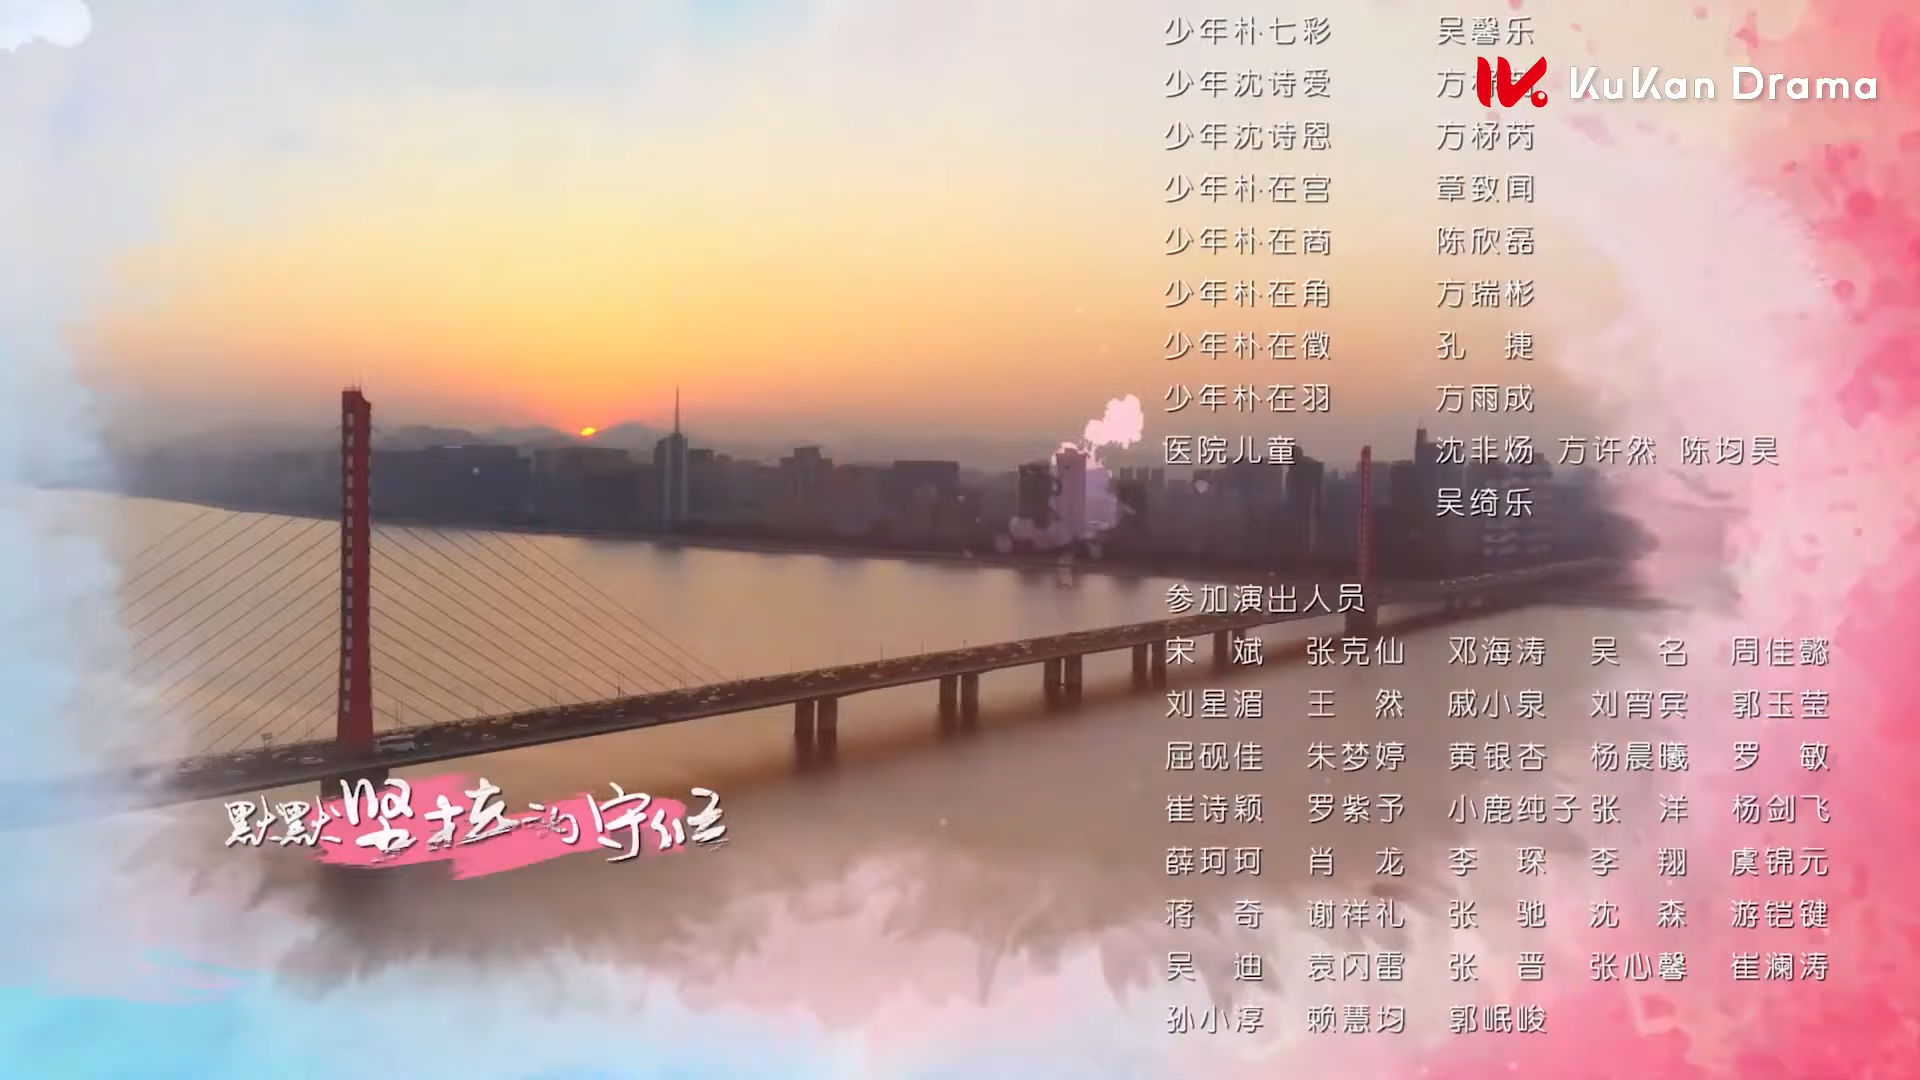 少年朴七彩 吴馨乐
KuKan Drama
少年沈诗爱 方杨芮
少年沈诗恩 方杨芮
少年朴在宫 章致闻
少年朴在商 陈欣磊
少年朴在角 方瑞彬
少年朴在徵 孔 捷
少年朴在羽 方雨成
医院儿童 沈非炀 方许然 陈均昊
吴绮乐
参加演出人员
宋 斌 张克仙 邓海涛 吴 名 周佳懿
刘星湄 王 然 戚小泉 刘宵宾 郭玉莹
屈砚佳 朱梦婷 黄银杏 杨晨曦 罗 敏
崔诗颖 罗紫予 小鹿纯子 张 洋 杨剑飞
薛珂珂 肖 龙 李 琛 李 翔 虞锦元
蒋 奇 谢祥礼 张 驰 沈 森 游铠键
吴 迪 袁闪雷 张 晋 张心馨 崔澜涛
孙小淳 赖慧均 郭岷峻
默默坚持的守候